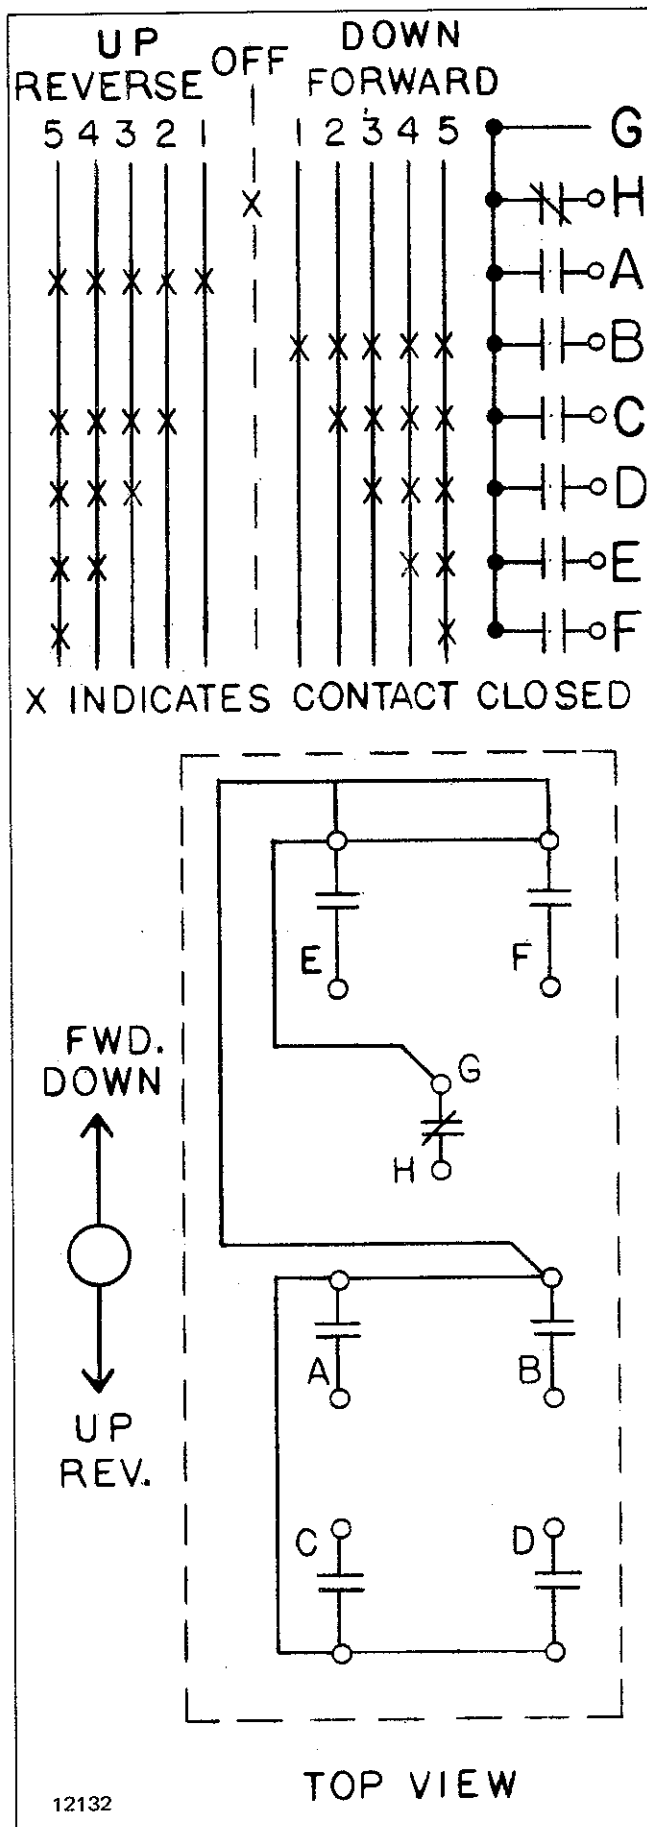 UP OFF DOWN
REVERSE FORWARD
5 4 3 2 1 1 2 3 4 5 G
X H
X X X X X A
X X X X X B
X X X X X X X X C
X X X X X X D
X X X X E
X X F
X INDICATES CONTACT CLOSED
E F
FWD.
DOWN
G
H
A B
UP
REV.
C D
TOP VIEW
12132